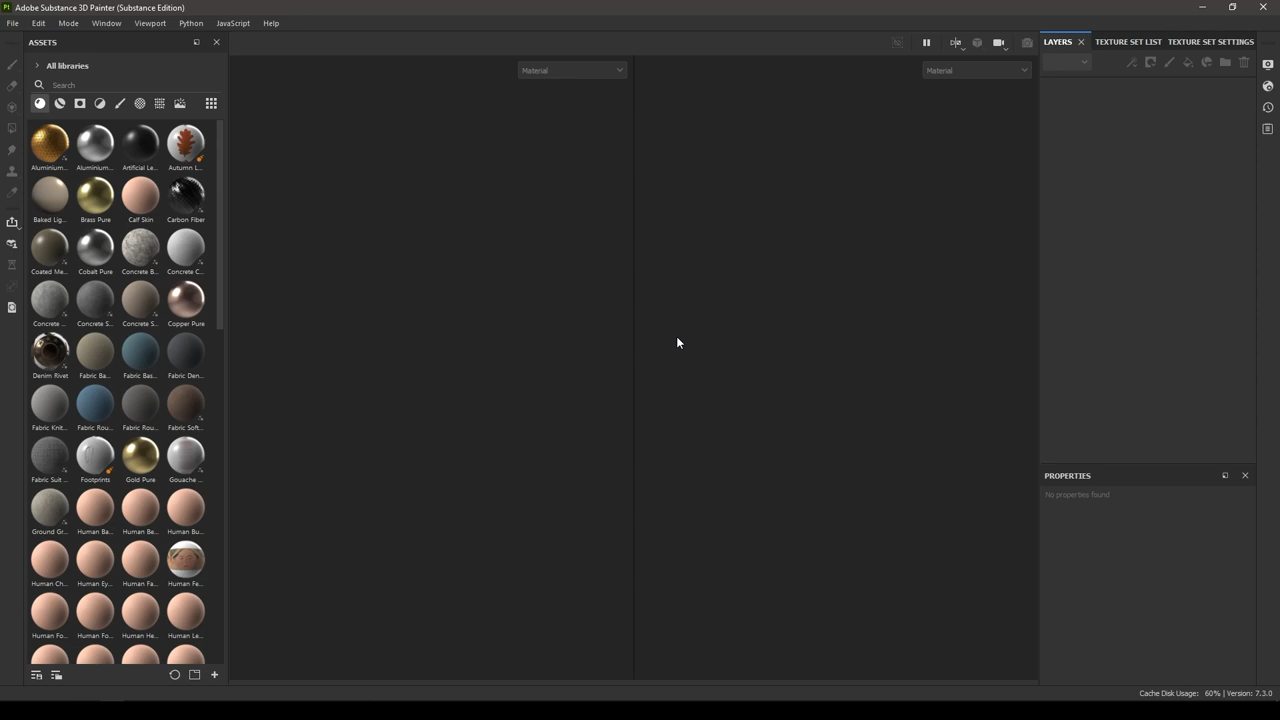 Pt Adobe Substance 3D Painter (Substance Edition)
File Edit Mode Window Viewport Python JavaScript Help
ASSETS
All libraries
Search
Aluminium... Aluminium... Artificial Le... Autumn L...
Baked Lig... Brass Pure Calf Skin Carbon Fiber
Coated Me... Cobalt Pure Concrete B... Concrete C...
Concrete ... Concrete S... Concrete S... Copper Pure
Denim Rivet Fabric Ba... Fabric Bas... Fabric Den...
Fabric Knit... Fabric Rou... Fabric Rou... Fabric Soft...
Fabric Suit ... Footprints Gold Pure Gouache ...
Ground Gr... Human Ba... Human Be... Human Bu...
Human Ch... Human Ey... Human Fa... Human Fe...
Human Fo... Human Fo... Human He... Human Le...
Material
Material
LAYERS TEXTURE SET LIST TEXTURE SET SETTINGS
PROPERTIES
No properties found
Cache Disk Usage: 60% | Version: 7.3.0